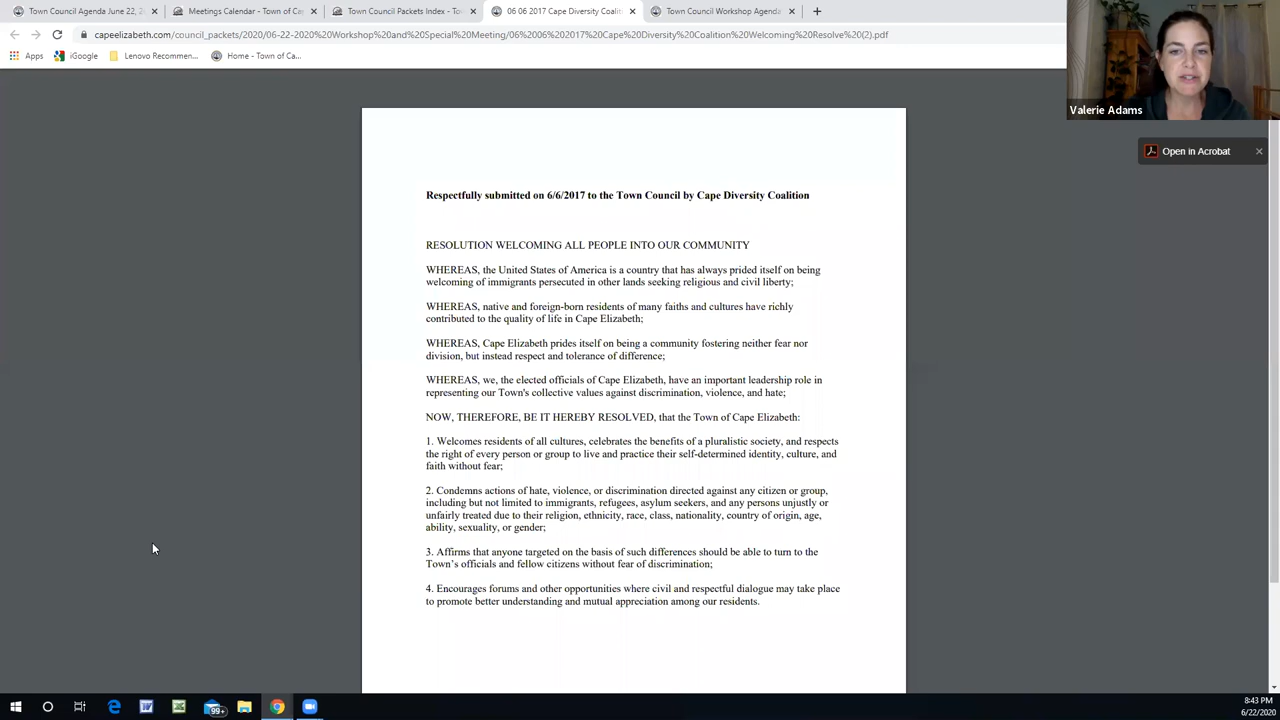 Town Council Agenda June 22, 2
Meetings Calendar - Town of Ca
Town Council Packets Index - To
06 06 2017 Cape Diversity Coaliti
Town Council Workshop Agenda
capeelizabeth.com/council_packets/2020/06-22-2020%20Workshop%20and%20Special%20Meeting/06%2006%202017%20Cape%20Diversity%20Coalition%20Welcoming%20Resolve%20(2).pdf
Apps
iGoogle
Lenovo Recommen...
Home - Town of Ca...
Valerie Adams
Open in Acrobat
Respectfully submitted on 6/6/2017 to the Town Council by Cape Diversity Coalition
RESOLUTION WELCOMING ALL PEOPLE INTO OUR COMMUNITY
WHEREAS, the United States of America is a country that has always prided itself on being
welcoming of immigrants persecuted in other lands seeking religious and civil liberty;
WHEREAS, native and foreign-born residents of many faiths and cultures have richly
contributed to the quality of life in Cape Elizabeth;
WHEREAS, Cape Elizabeth prides itself on being a community fostering neither fear nor
division, but instead respect and tolerance of difference;
WHEREAS, we, the elected officials of Cape Elizabeth, have an important leadership role in
representing our Town's collective values against discrimination, violence, and hate;
NOW, THEREFORE, BE IT HEREBY RESOLVED, that the Town of Cape Elizabeth:
1. Welcomes residents of all cultures, celebrates the benefits of a pluralistic society, and respects
the right of every person or group to live and practice their self-determined identity, culture, and
faith without fear;
2. Condemns actions of hate, violence, or discrimination directed against any citizen or group,
including but not limited to immigrants, refugees, asylum seekers, and any persons unjustly or
unfairly treated due to their religion, ethnicity, race, class, nationality, country of origin, age,
ability, sexuality, or gender;
3. Affirms that anyone targeted on the basis of such differences should be able to turn to the
Town's officials and fellow citizens without fear of discrimination;
4. Encourages forums and other opportunities where civil and respectful dialogue may take place
to promote better understanding and mutual appreciation among our residents.
99+
8:43 PM
6/22/2020